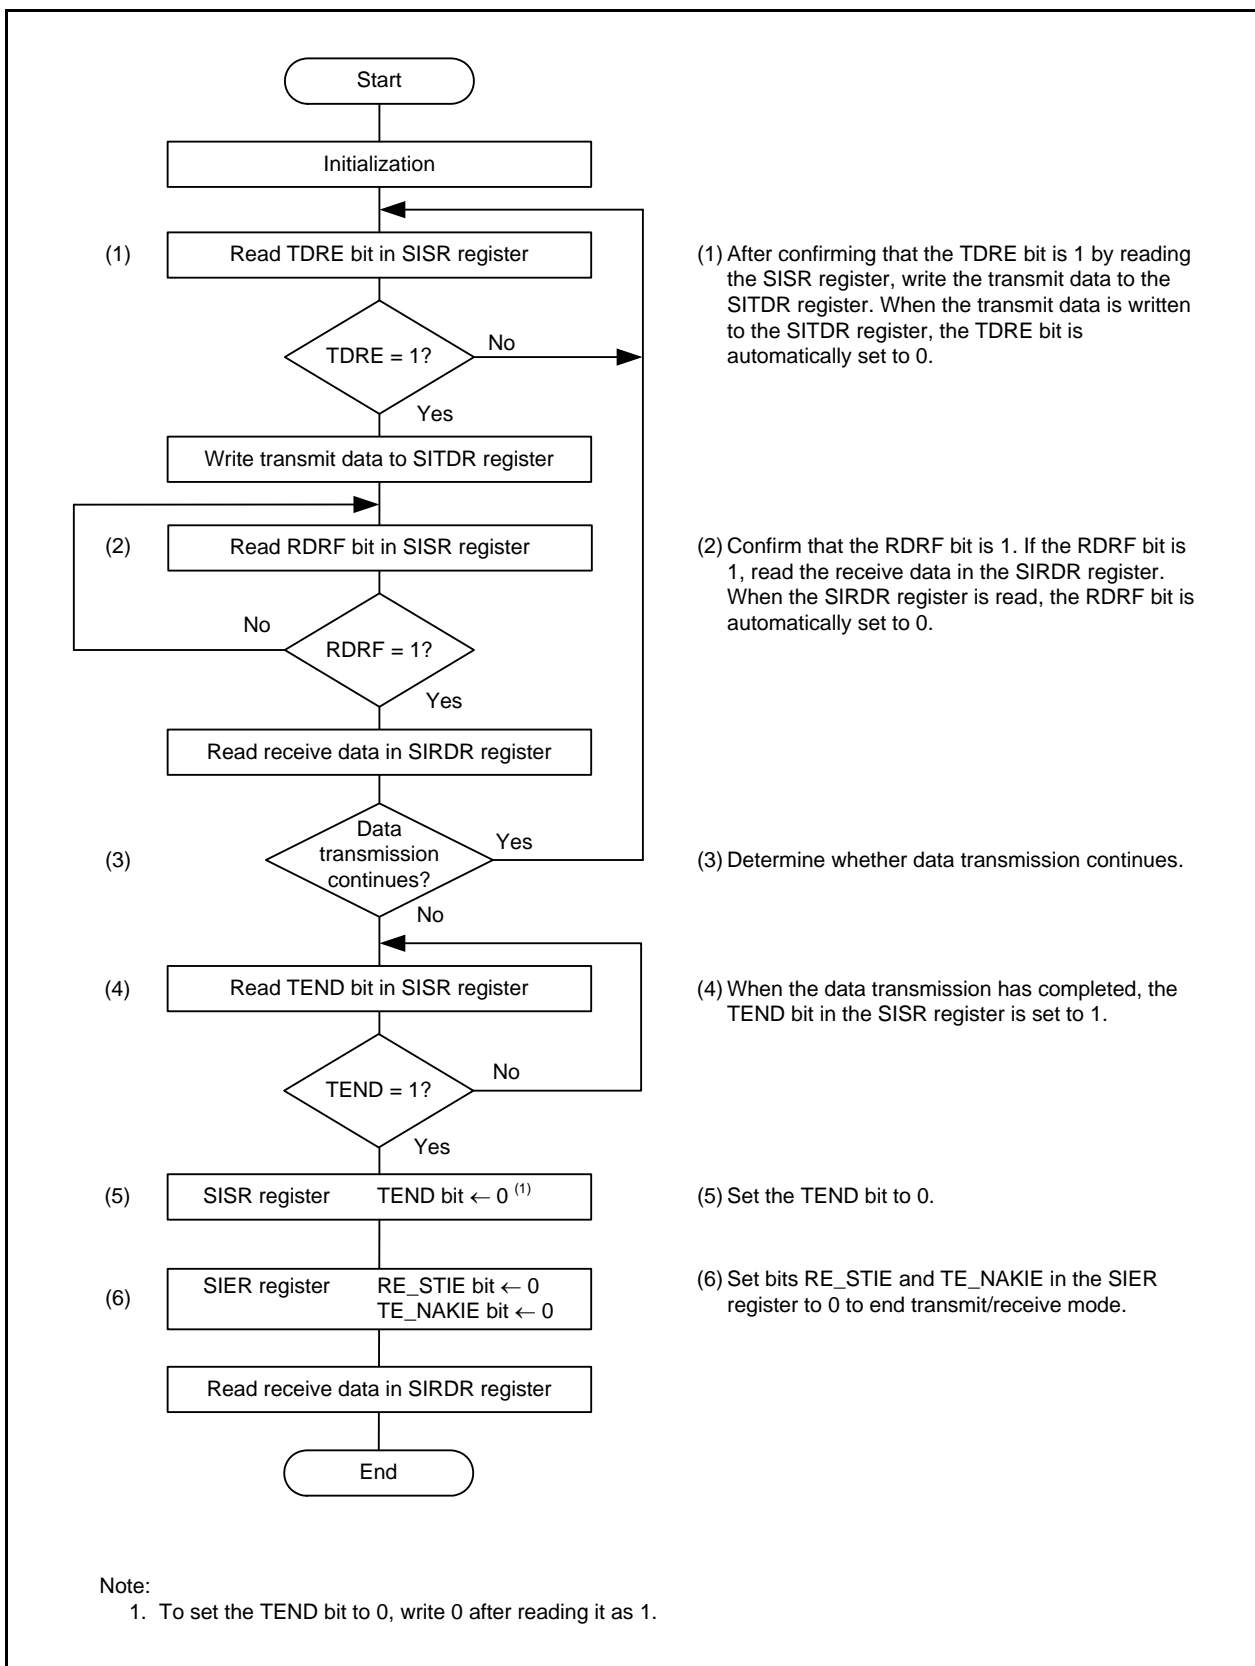 Start
Initialization
(1)
Read TDRE bit in SISR register
(1) After confirming that the TDRE bit is 1 by reading
the SISR register, write the transmit data to the
SITDR register. When the transmit data is written
to the SITDR register, the TDRE bit is
automatically set to 0.
TDRE = 1?
No
Yes
Write transmit data to SITDR register
(2)
Read RDRF bit in SISR register
(2) Confirm that the RDRF bit is 1. If the RDRF bit is
1, read the receive data in the SIRDR register.
When the SIRDR register is read, the RDRF bit is
automatically set to 0.
No
RDRF = 1?
Yes
Read receive data in SIRDR register
(3)
Data
transmission
continues?
Yes
(3) Determine whether data transmission continues.
No
(4)
Read TEND bit in SISR register
(4) When the data transmission has completed, the
TEND bit in the SISR register is set to 1.
TEND = 1?
No
Yes
(5)
SISR register TEND bit ← 0 (1)
(5) Set the TEND bit to 0.
(6)
SIER register RE_STIE bit ← 0
TE_NAKIE bit ← 0
(6) Set bits RE_STIE and TE_NAKIE in the SIER
register to 0 to end transmit/receive mode.
Read receive data in SIRDR register
End
Note:
1. To set the TEND bit to 0, write 0 after reading it as 1.